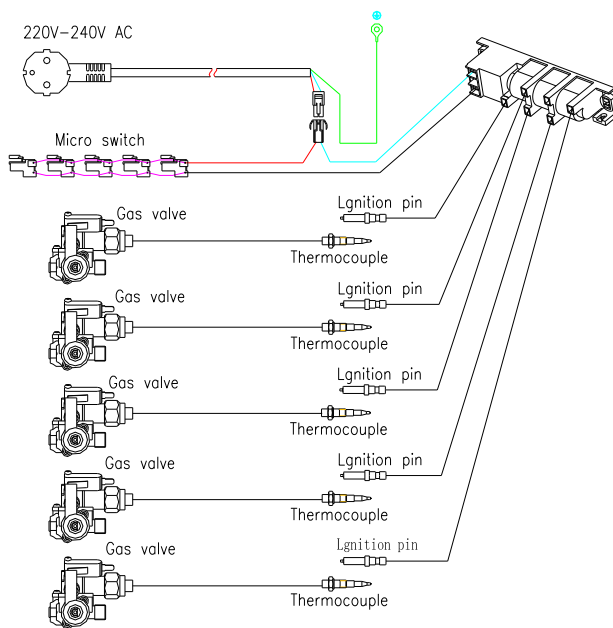 220V-240V AC
Micro switch
Gas valve
Lgnition pin
Thermocouple
Gas valve
Lgnition pin
Thermocouple
Gas valve
Lgnition pin
Thermocouple
Gas valve
Lgnition pin
Thermocouple
Gas valve
Lgnition pin
Thermocouple